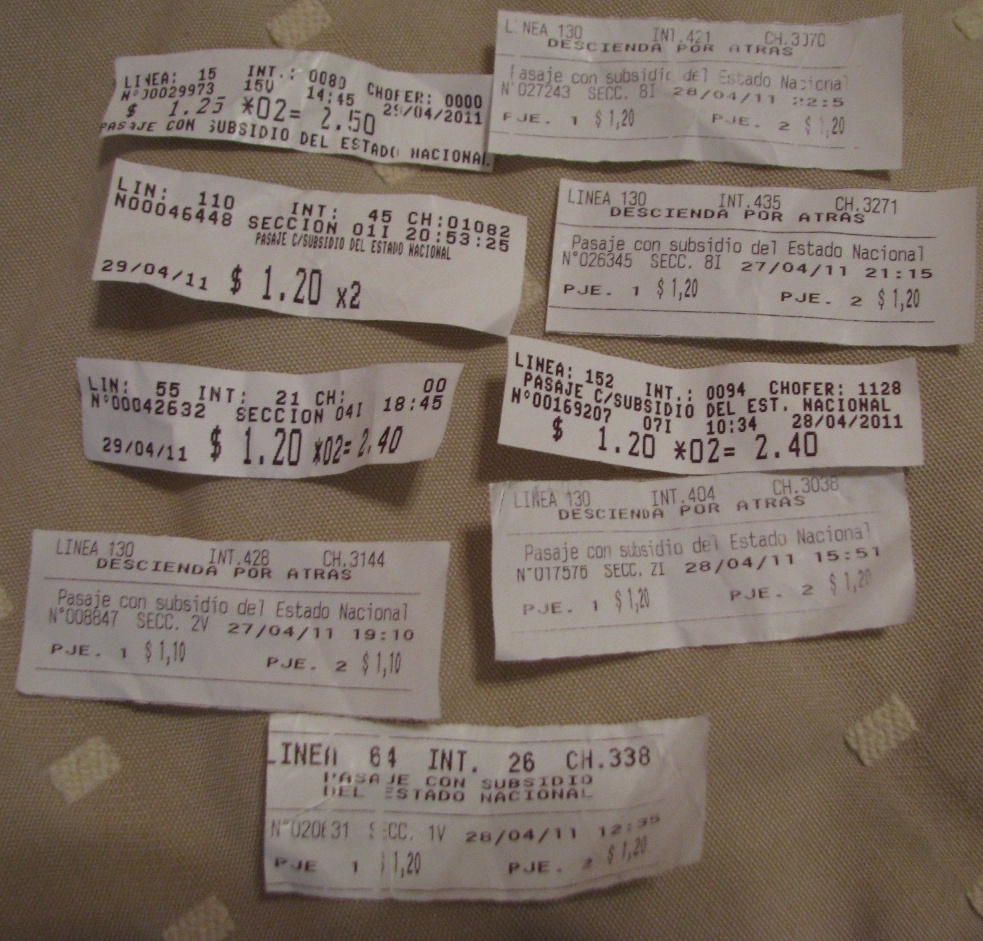 LINEA: 15 INT.: 0080 CHOFER: 0000
N°00029973 15V 14:45 29/04/2011
$ 1.25 *02= 2.50
PASAJE CON SUBSIDIO DEL ESTADO NACIONAL
LINEA 130 INT.421 CH.3070
DESCIENDA POR ATRAS
Pasaje con subsidio del Estado Nacional
N°027243 SECC. 8I 28/04/11
PJE. 1 $ 1,20 PJE. 2 $ 1,20
LIN: 110 INT: 45 CH:01082
N00046448 SECCION 01I 20:53:25
PASAJE C/SUBSIDIO DEL ESTADO NACIONAL
29/04/11 $ 1.20 x2
LINEA 130 INT.435 CH.3271
DESCIENDA POR ATRAS
Pasaje con subsidio del Estado Nacional
N°026345 SECC. 8I 27/04/11 21:15
PJE. 1 $ 1,20 PJE. 2 $ 1,20
LIN: 55 INT: 21 CH: 00
N°00042632 SECCION 04I 18:45
29/04/11 $ 1.20 *02= 2.40
LINEA: 152 INT.: 0094 CHOFER: 1128
PASAJE C/SUBSIDIO DEL EST. NACIONAL
N°00169207 07I 10:34 28/04/2011
$ 1.20 *02= 2.40
LINEA 130 INT.404 CH.3038
DESCIENDA POR ATRAS
Pasaje con subsidio del Estado Nacional
N°017576 SECC. 2I 28/04/11 15:51
PJE. 1 $ 1,20 PJE. 2 $ 1,20
LINEA 130 INT.428 CH.3144
DESCIENDA POR ATRAS
Pasaje con subsidio del Estado Nacional
N°008847 SECC. 2V 27/04/11 19:10
PJE. 1 $ 1,10 PJE. 2 $ 1,10
LINEA 64 INT. 26 CH.338
PASAJE CON SUBSIDIO
DEL ESTADO NACIONAL
SECC. 1V 28/04/11 12:35
PJE 1 $ 1,20 PJE. 2 $ 1,20